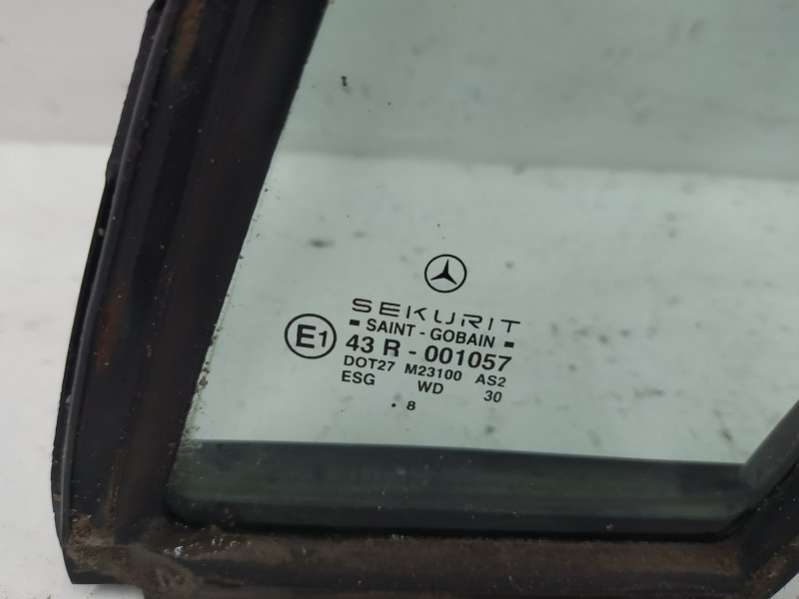 SEKURIT
SAINT-GOBAIN
E1 43 R - 001057
DOT27 M23100 AS2
ESG WD 30
. 8